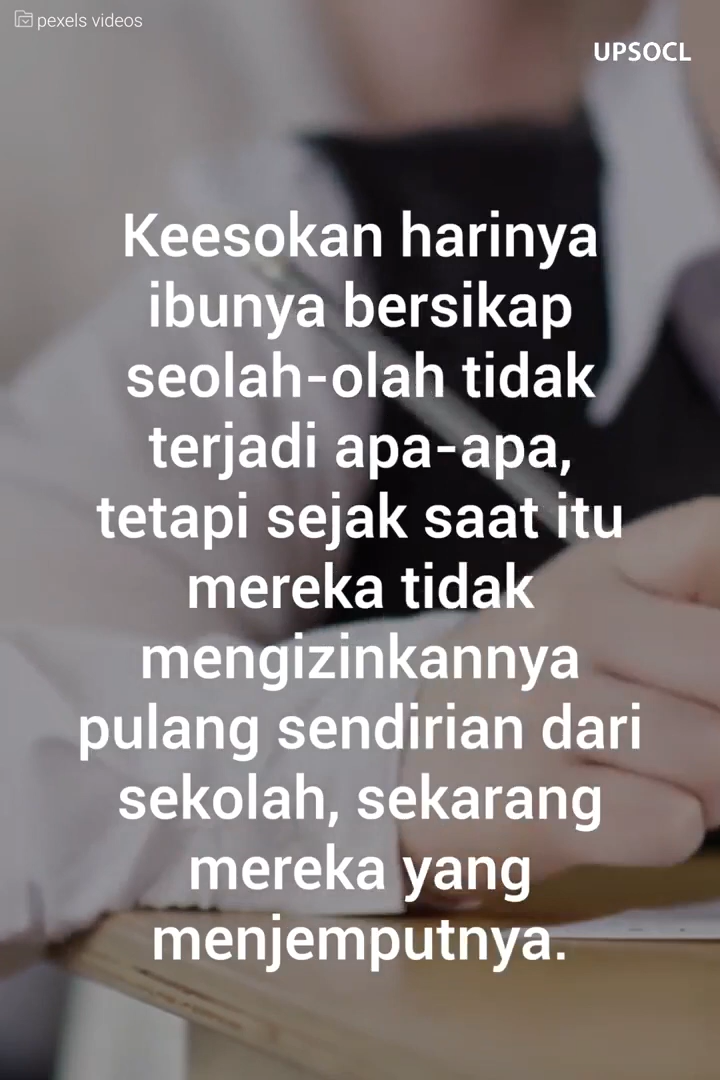 pexels videos
UPSOCL
Keesokan harinya
ibunya bersikap
seolah-olah tidak
terjadi apa-apa,
tetapi sejak saat itu
mereka tidak
mengizinkannya
pulang sendirian dari
sekolah, sekarang
mereka yang
menjemputnya.